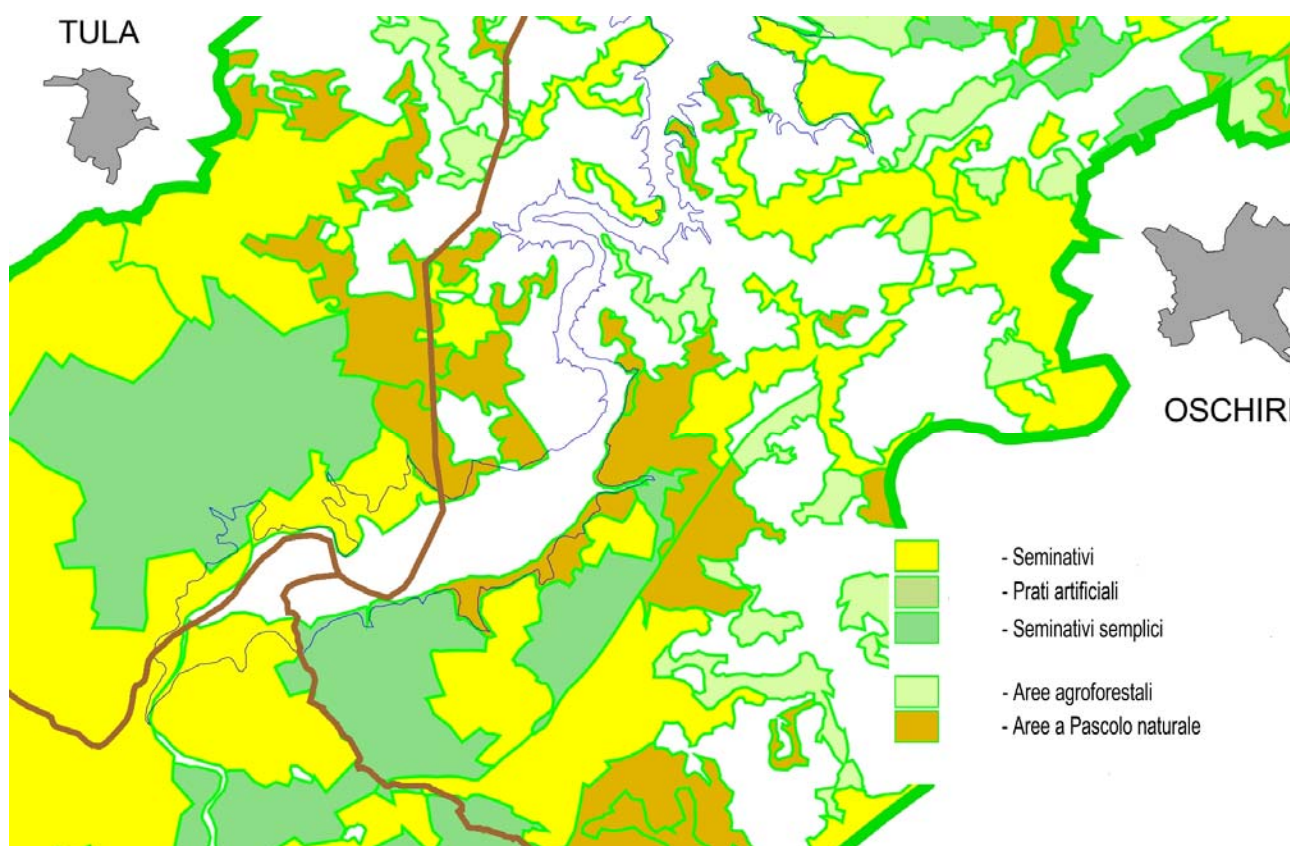 TULA
OSCHIRI
- Seminativi
- Prati artificiali
- Seminativi semplici
- Aree agroforestali
- Aree a Pascolo naturale